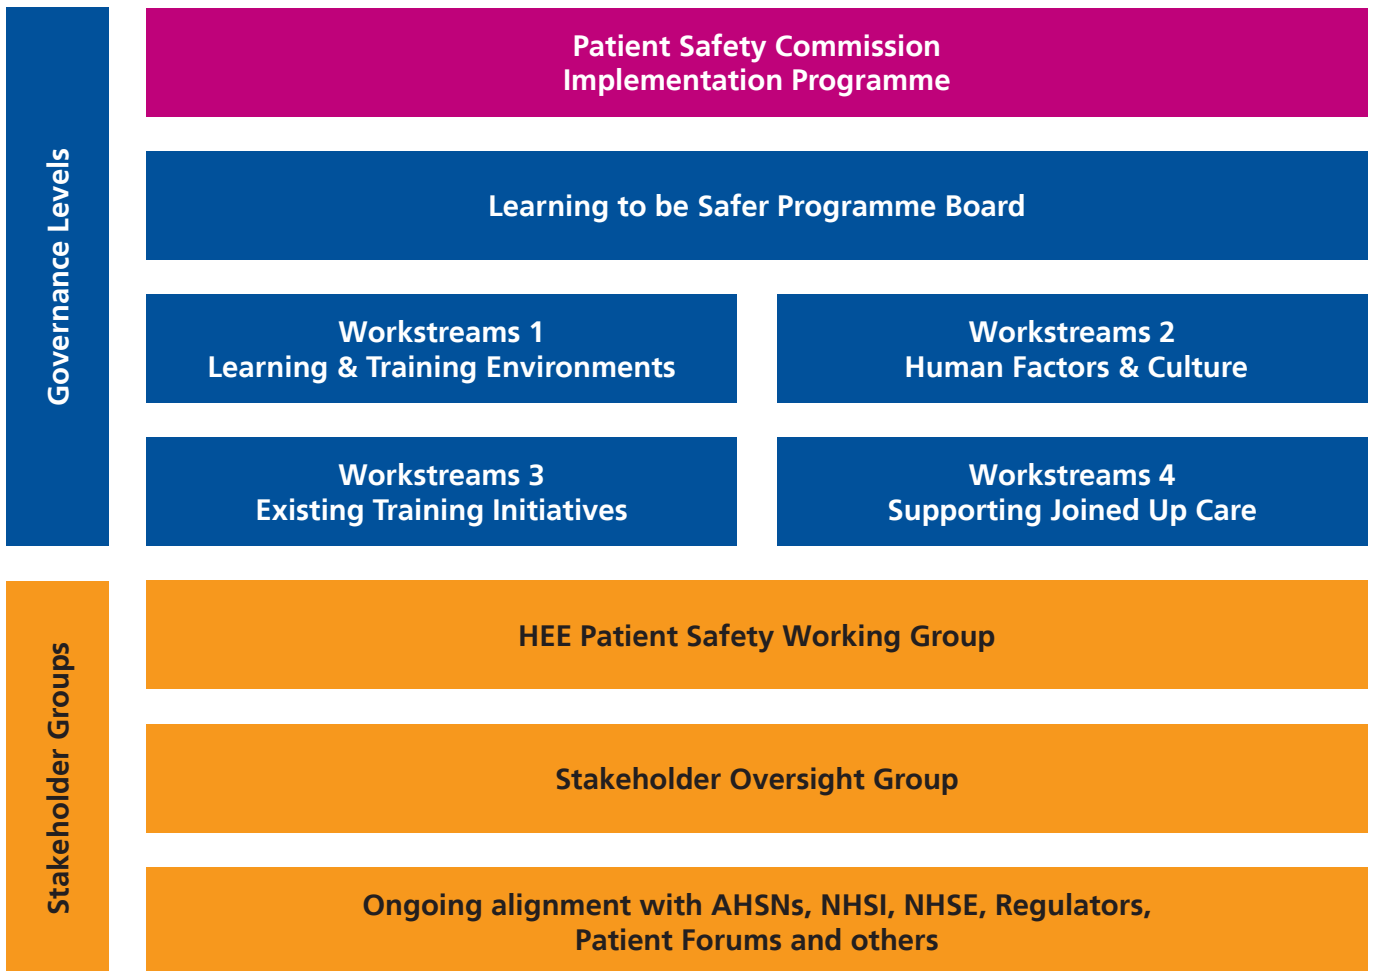 Governance Levels
Patient Safety Commission
Implementation Programme
Learning to be Safer Programme Board
Workstreams 1
Learning & Training Environments
Workstreams 2
Human Factors & Culture
Workstreams 3
Existing Training Initiatives
Workstreams 4
Supporting Joined Up Care
Stakeholder Groups
HEE Patient Safety Working Group
Stakeholder Oversight Group
Ongoing alignment with AHSNs, NHSI, NHSE, Regulators,
Patient Forums and others